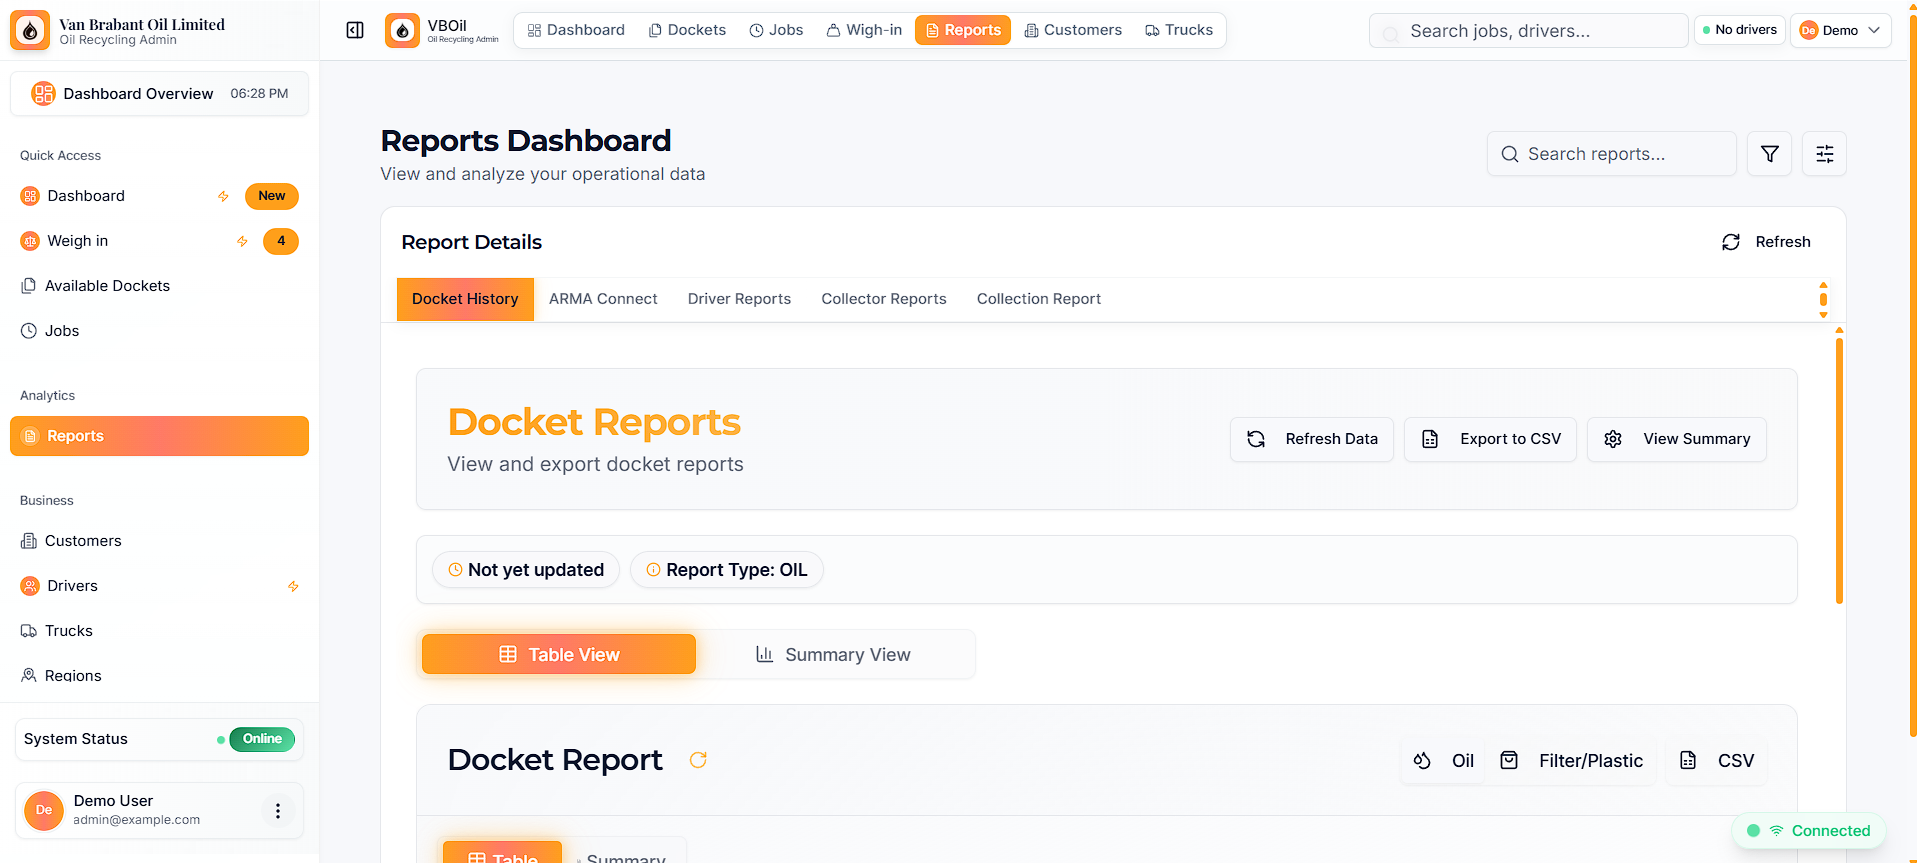 Van Brabant Oil Limited
Oil Recycling Admin
VBOil
Oil Recycling Admin
Dashboard
Dockets
Jobs
Wigh-in
Reports
Customers
Trucks
Search jobs, drivers...
No drivers
De
Demo
Dashboard Overview
06:28 PM
Quick Access
Dashboard
New
Weigh in
4
Available Dockets
Jobs
Analytics
Reports
Business
Customers
Drivers
Trucks
Regions
System Status
Online
De
Demo User
admin@example.com
Reports Dashboard
View and analyze your operational data
Search reports...
Report Details
Refresh
Docket History
ARMA Connect
Driver Reports
Collector Reports
Collection Report
Docket Reports
View and export docket reports
Refresh Data
Export to CSV
View Summary
Not yet updated
Report Type: OIL
Table View
Summary View
Docket Report
Oil
Filter/Plastic
CSV
Table
Summary
Connected